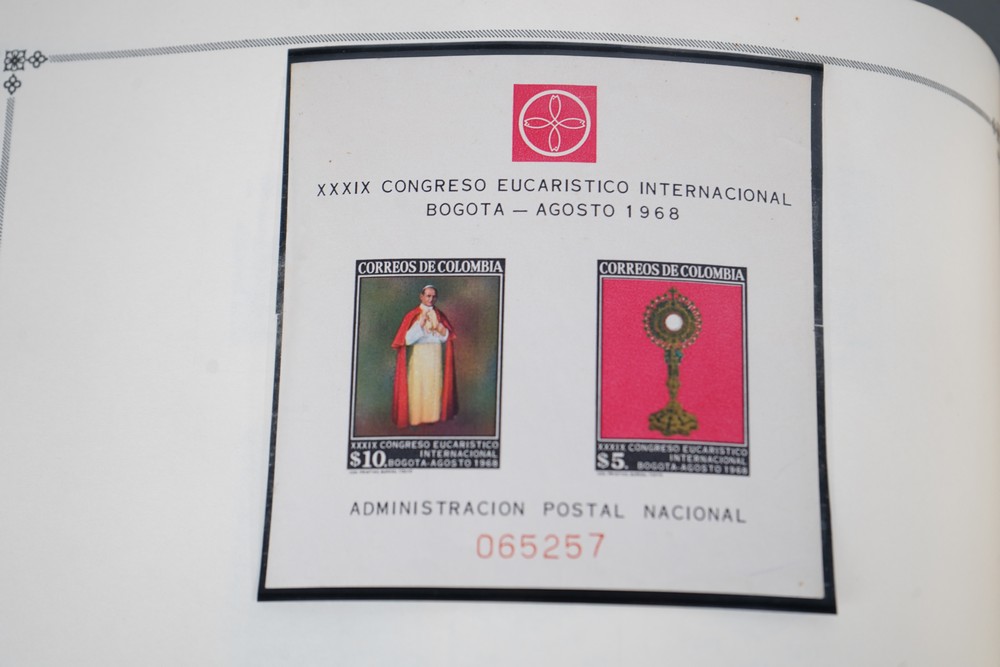 XXXIX CONGRESO EUCARISTICO INTERNACIONAL
BOGOTA — AGOSTO 1968
CORREOS DE COLOMBIA
XXXIX CONGRESO EUCARISTICO
INTERNACIONAL
$10. BOGOTA-AGOSTO 1968
CORREOS DE COLOMBIA
XXXIX CONGRESO EUCARISTICO
INTERNACIONAL
$5. BOGOTA-AGOSTO 1968
ADMINISTRACION POSTAL NACIONAL
065257